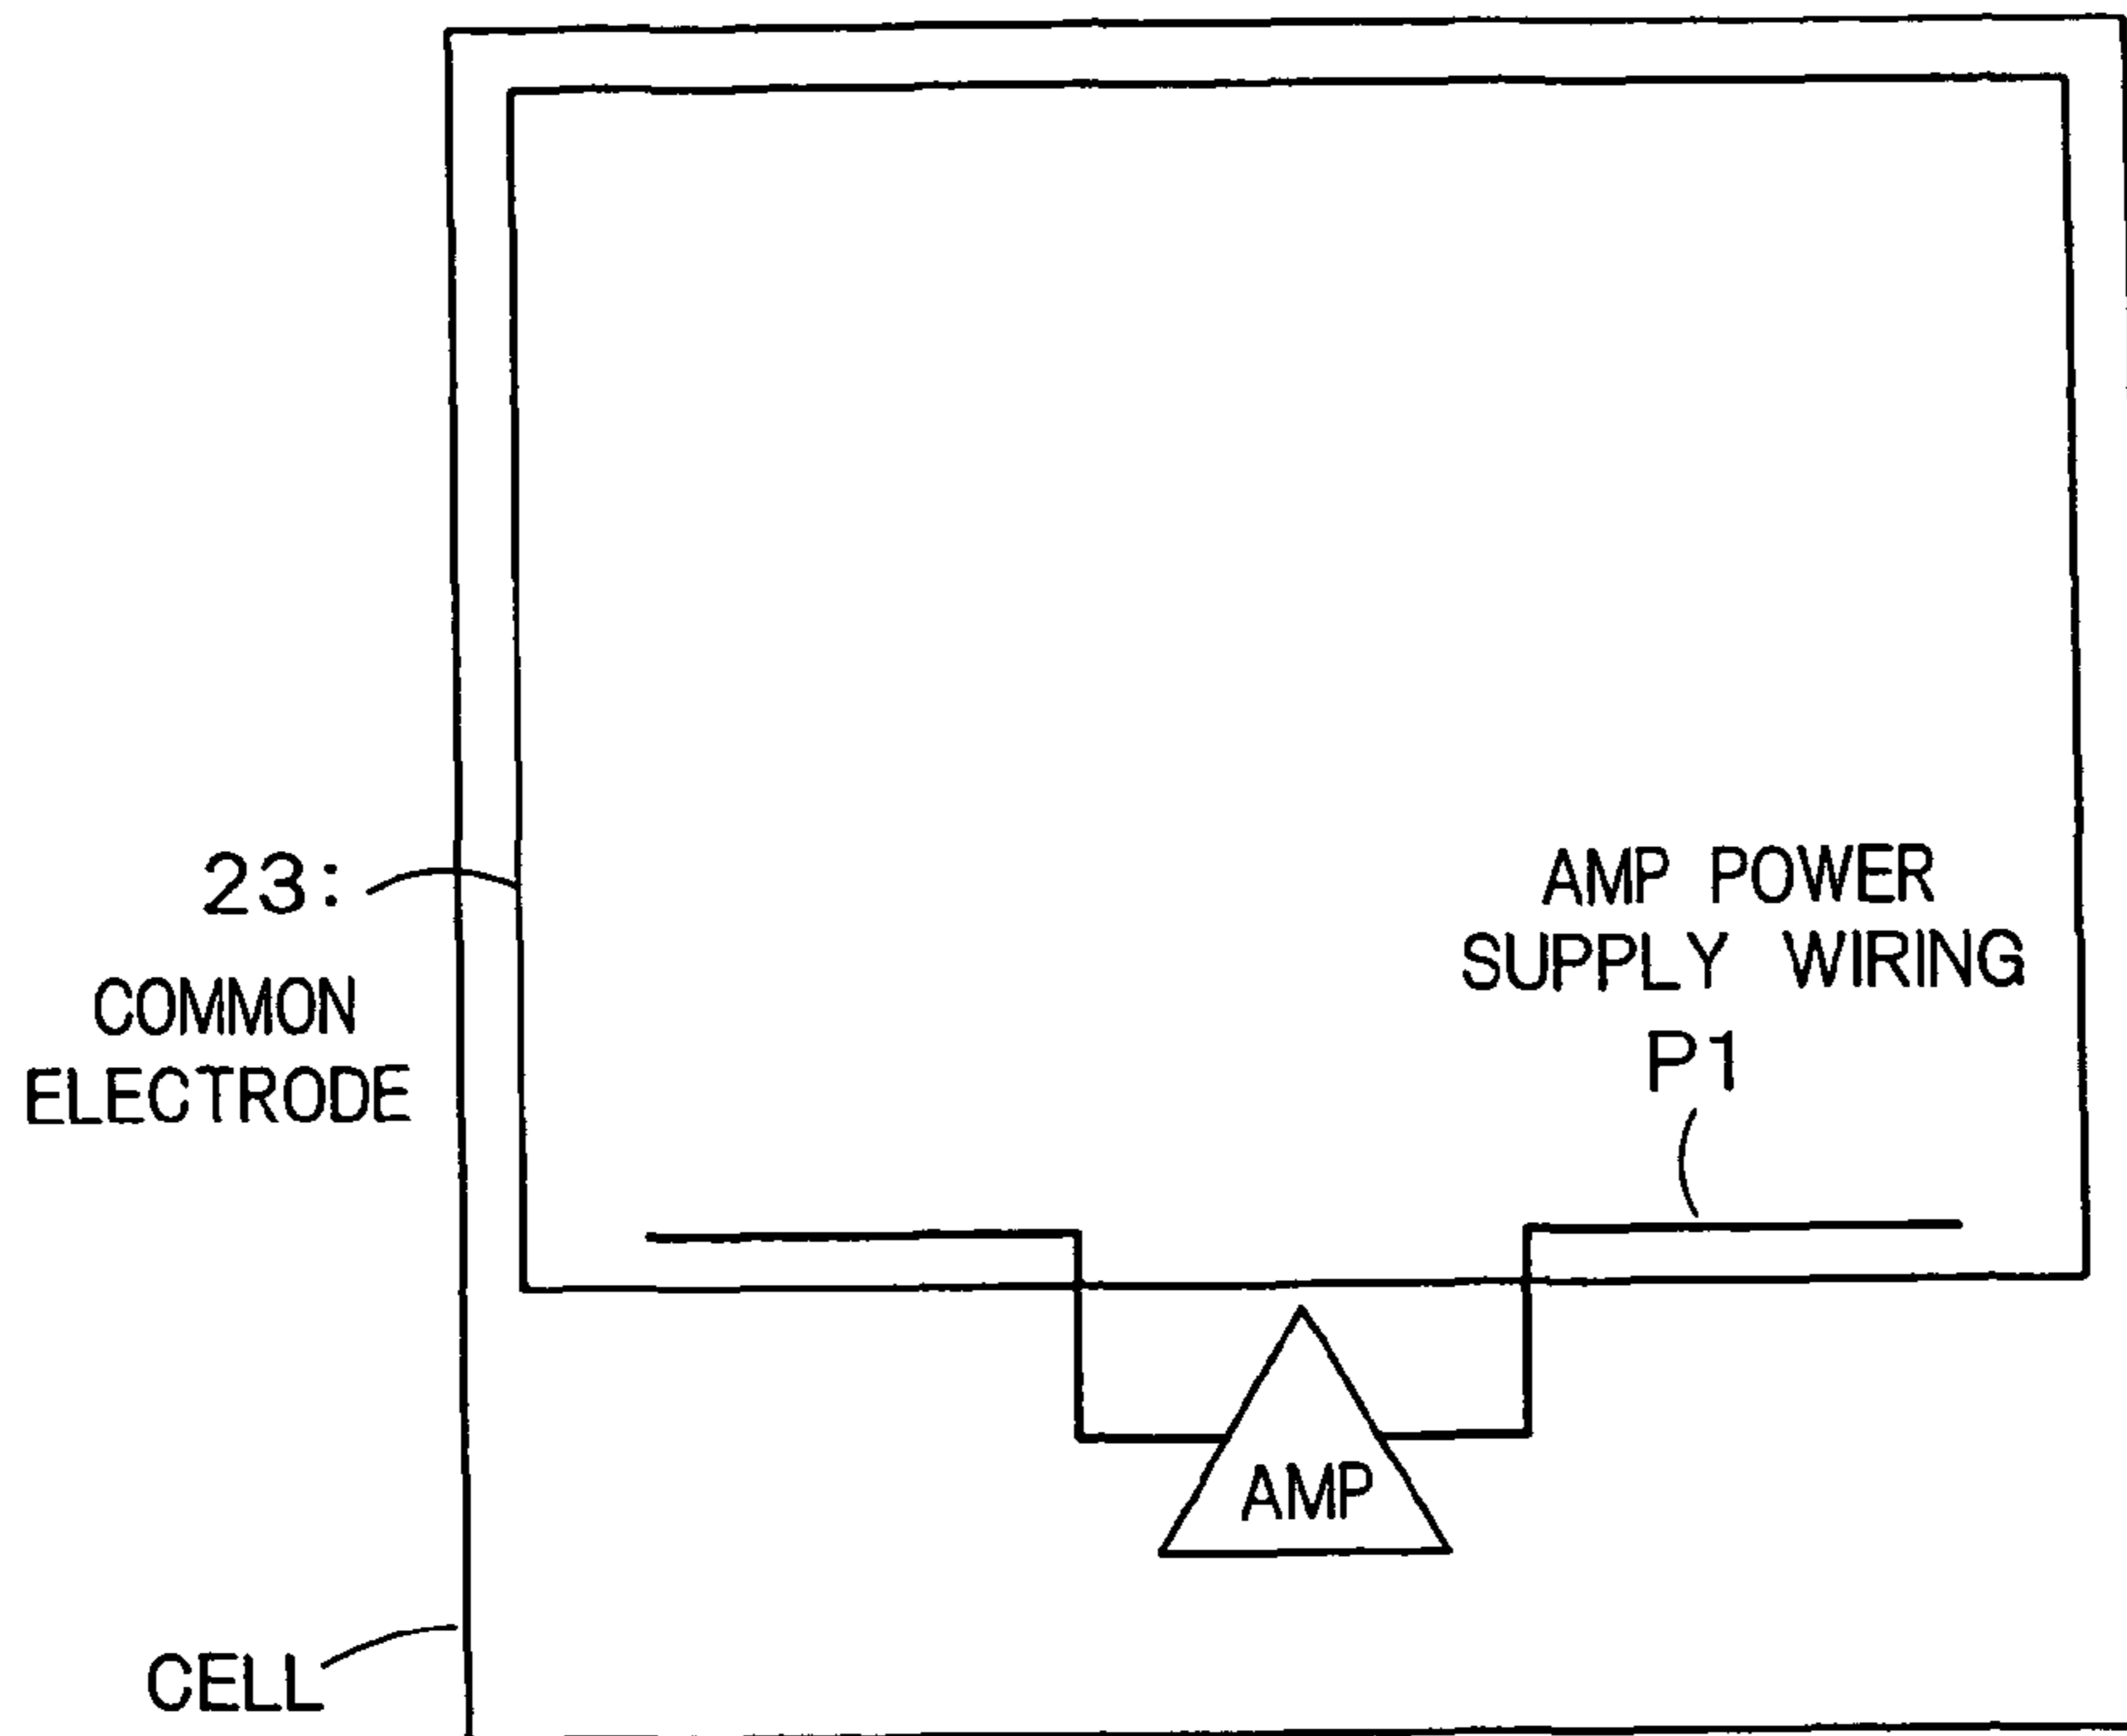 23:
COMMON
ELECTRODE
AMP POWER
SUPPLY WIRING
P1
AMP
CELL